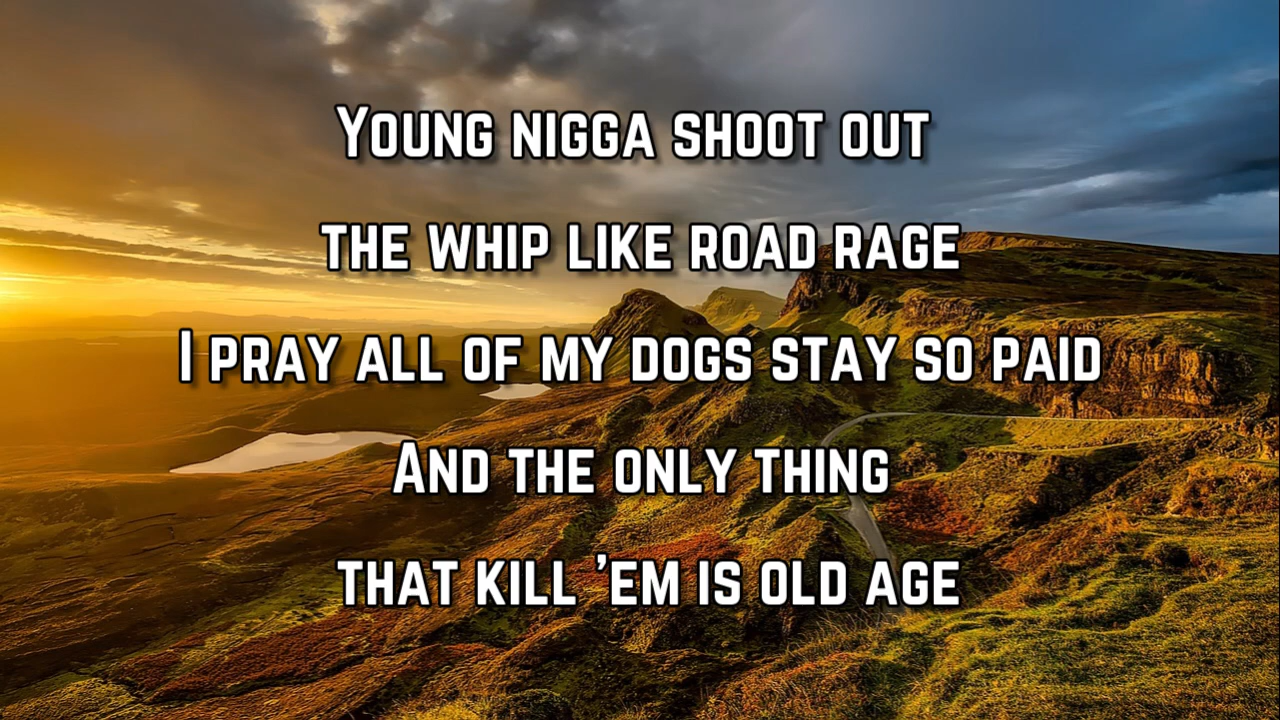 Young nigga shoot out
the whip like road rage
I pray all of my dogs stay so paid
And the only thing
that kill 'em is old age